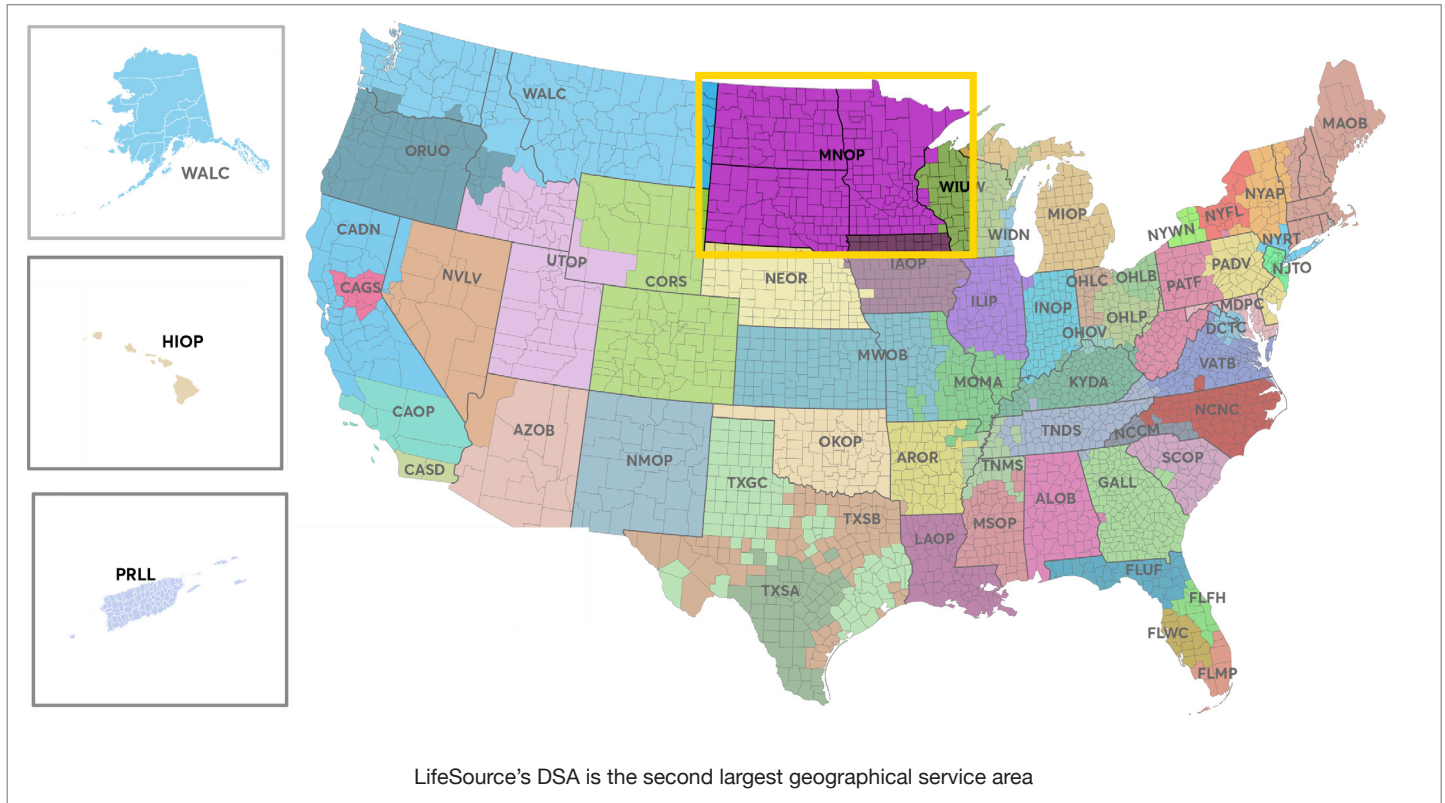 WALC
HIOP
PRLL
WALC
ORUO
CADN
CAGS
NVLV
UTOP
CORS
CAOP
CASD
AZOB
NMOP
MNOP
WIUW
WIDN
MIOP
NEOR
IAOP
ILIP
INOP
OHLC
OHLB
OHLP
OHOV
MWOB
MOMA
KYDA
OKOP
AROR
TNMS
TNDS
NCCM
NCNC
SCOP
TXGC
TXSB
TXSA
LAOP
MSOP
ALOB
GALL
FLUF
FLFH
FLWC
FLMP
MAOB
NYAP
NYFL
NYWN
NYRT
NJTO
PADV
PATF
MDPC
DCTC
VATB
LifeSource's DSA is the second largest geographical service area